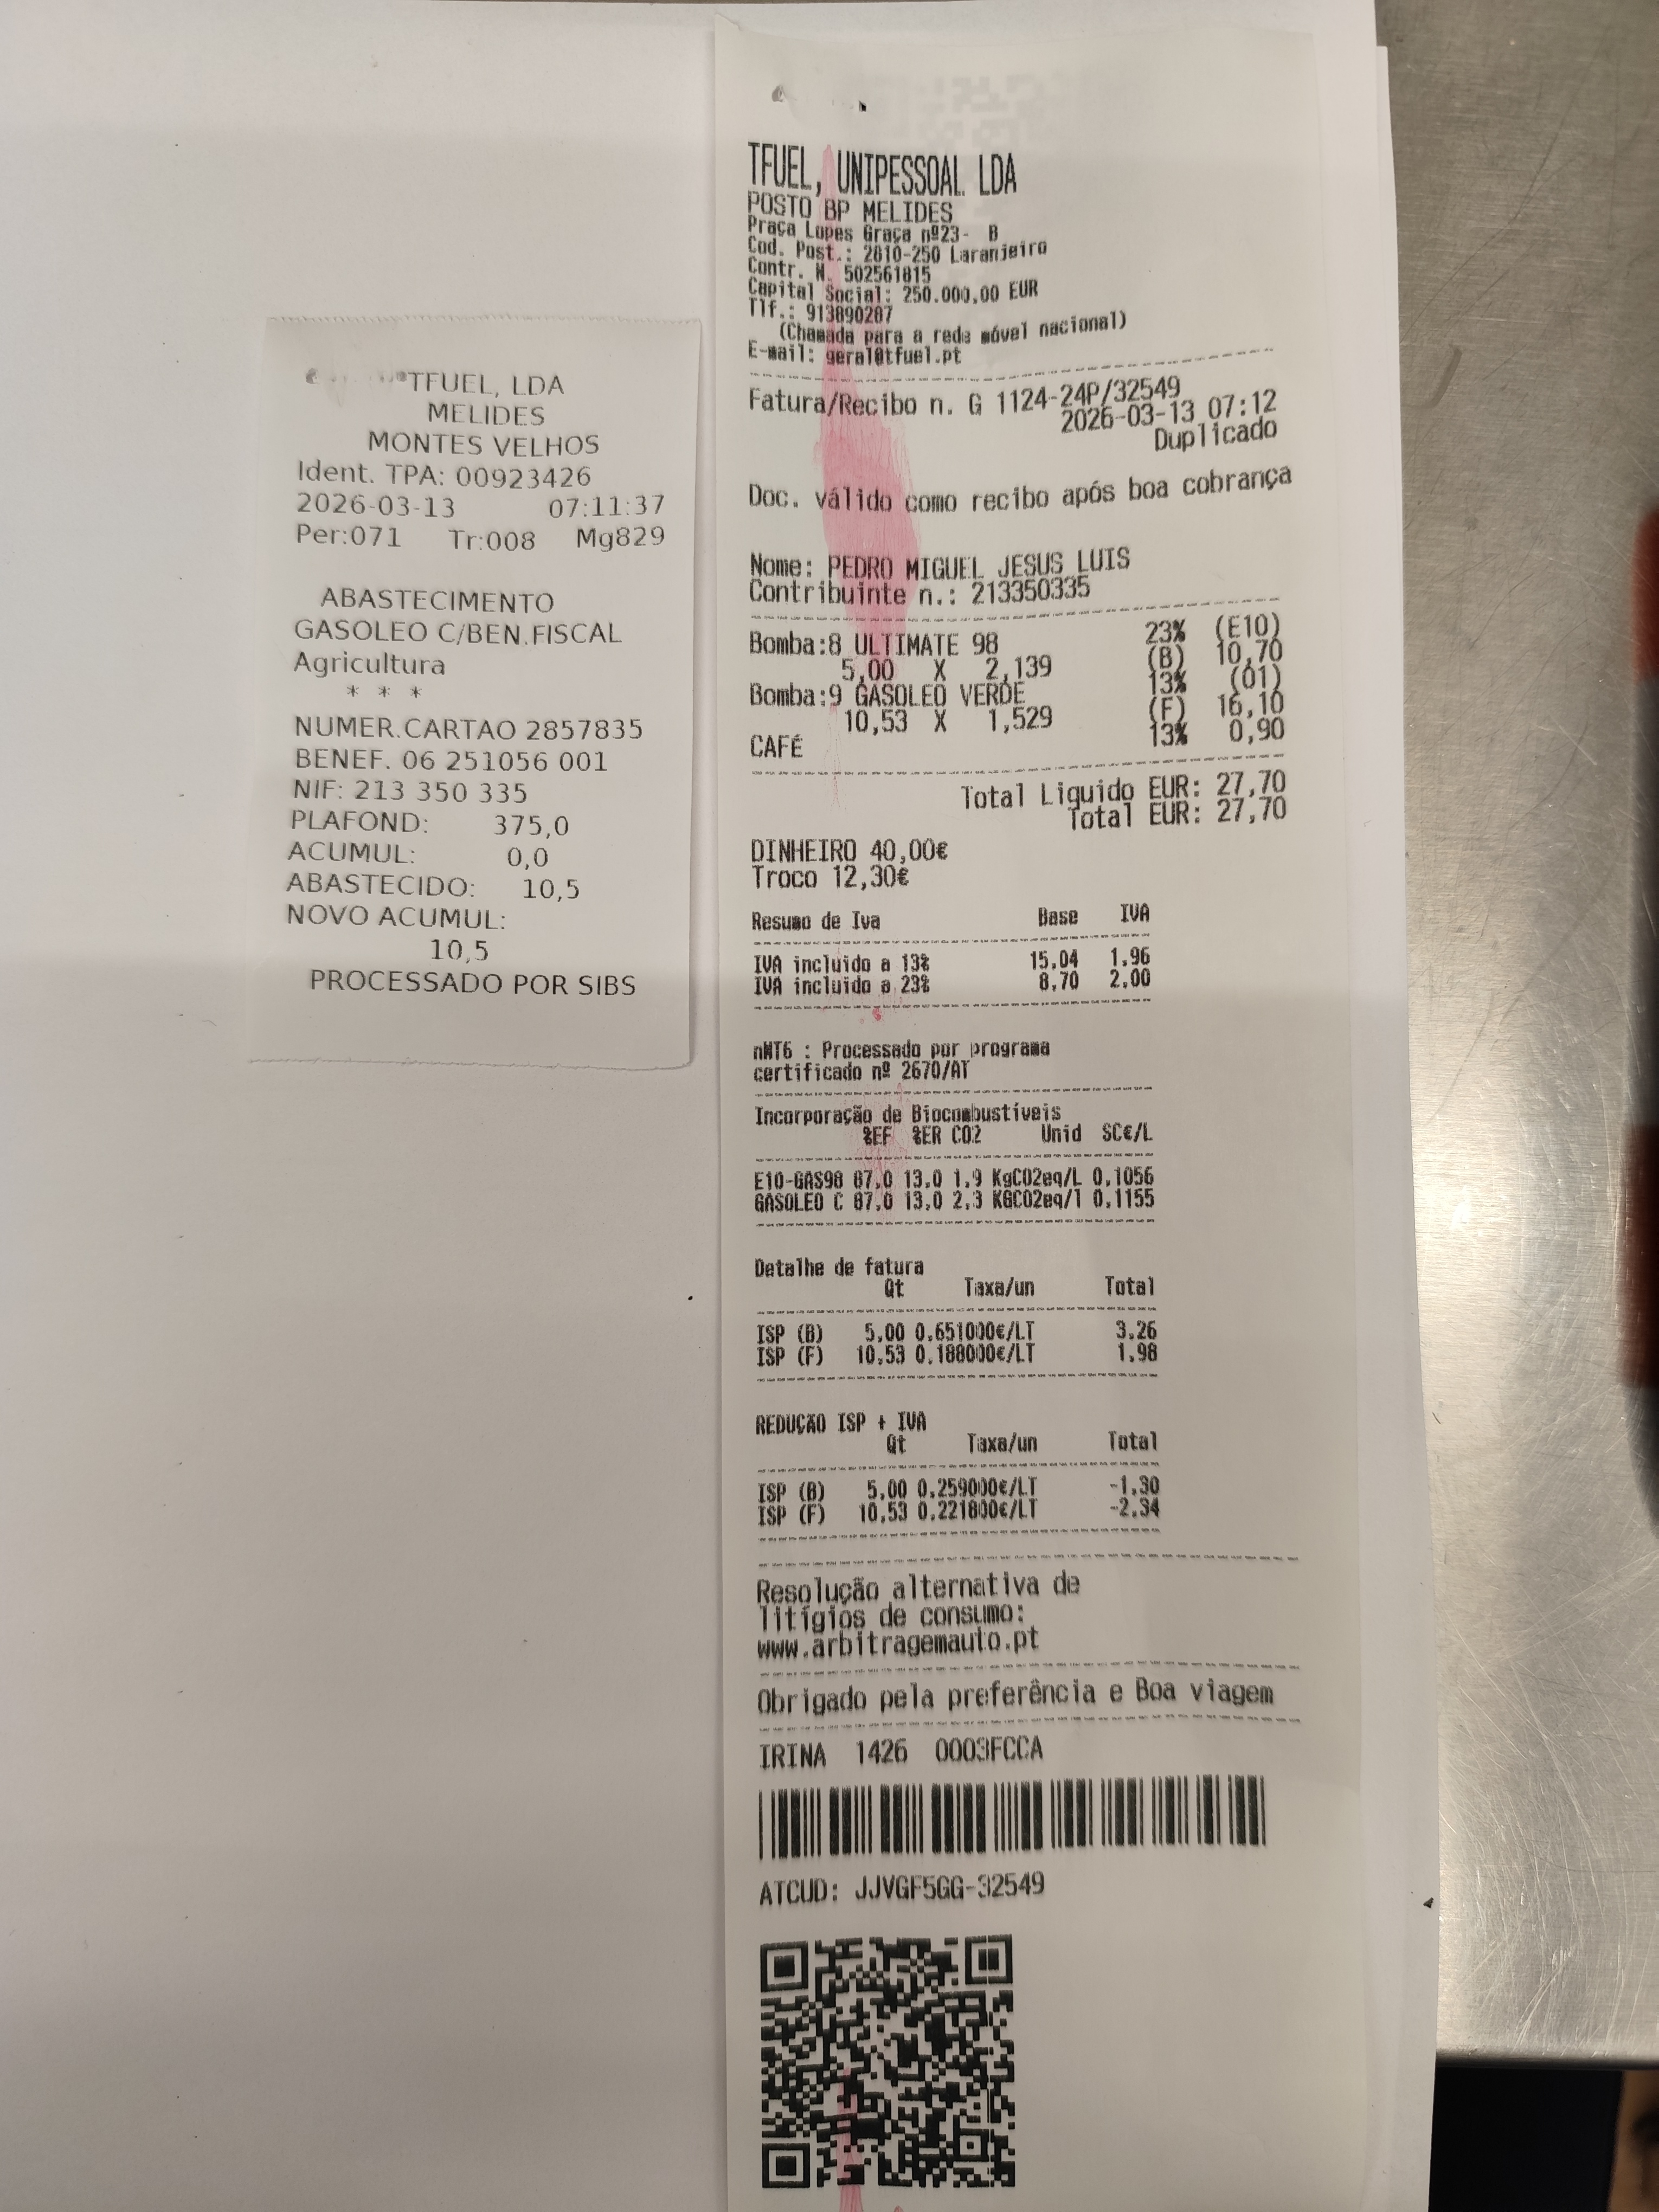 TFUEL, LDA
MELIDES
MONTES VELHOS
Ident. TPA: 00923426
2026-03-13 07:11:37
Per:071 Tr:008 Mg829
ABASTECIMENTO
GASOLEO C/BEN.FISCAL
Agricultura
* * *
NUMER.CARTAO 2857835
BENEF. 06 251056 001
NIF: 213 350 335
PLAFOND: 375,0
ACUMUL: 0,0
ABASTECIDO: 10,5
NOVO ACUMUL:
10,5
PROCESSADO POR SIBS
TFUEL, UNIPESSOAL LDA
POSTO BP MELIDES
Praça Lopes Graça nº23- B
Cod. Post.: 2810-250 Laranjeiro
Contr. N. 502561815
Capital Social: 250.000,00 EUR
Tlf.: 913890287
(Chamada para a rede móvel nacional)
E-mail: geral@tfuel.pt
Fatura/Recibo n. G 1124-24P/32549
2026-03-13 07:12
Duplicado
Doc. válido como recibo após boa cobrança
Nome: PEDRO MIGUEL JESUS LUIS
Contribuinte n.: 213350335
Bomba:8 ULTIMATE 98 23% (E10)
5,00 X 2,139 (B) 10,70
Bomba:9 GASOLEO VERDE 13% (01)
10,53 X 1,529 (F) 16,10
CAFÉ 13% 0,90
Total Liquido EUR: 27,70
Total EUR: 27,70
DINHEIRO 40,00€
Troco 12,30€
Resumo de Iva Base IVA
IVA incluido a 13% 15,04 1,96
IVA incluido a 23% 8,70 2,00
nMT6 : Processado por programa
certificado nº 2670/AT
Incorporação de Biocombustíveis
%EF %ER CO2 Unid SC€/L
E10-GAS98 87,0 13,0 1,9 KgCO2eq/L 0,1056
GASOLEO C 87,0 13,0 2,3 KGCO2eq/l 0,1155
Detalhe de fatura
Qt Taxa/un Total
ISP (B) 5,00 0,651000€/LT 3,26
ISP (F) 10,53 0,188000€/LT 1,98
REDUÇÃO ISP + IVA
Qt Taxa/un Total
ISP (B) 5,00 0,259000€/LT -1,30
ISP (F) 10,53 0,221800€/LT -2,34
Resolução alternativa de
litígios de consumo:
www.arbitragemauto.pt
Obrigado pela preferência e Boa viagem
IRINA 1426 0003FCCA
ATCUD: JJVGF5GG-32549